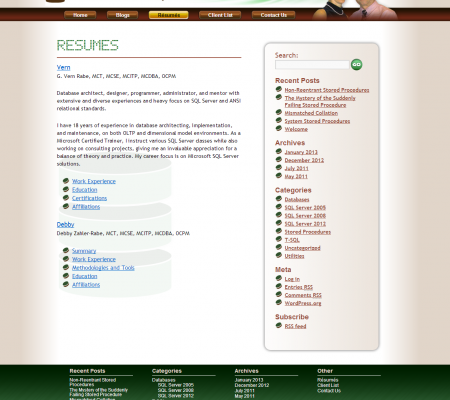 Home
Blogs
Résumés
Client List
Contact Us
RESUMES
Vern
G. Vern Rabe, MCT, MCSE, MCITP, MCDBA, OCPM
Database architect, designer, programmer, administrator, and mentor with
extensive and diverse experiences and heavy focus on SQL Server and ANSI
relational standards.
I have 18 years of experience in database architecting, implementation,
and maintenance, on both OLTP and dimensional model environments. As a
Microsoft Certified Trainer, I instruct various SQL Server classes while also
working on consulting projects, giving me an invaluable appreciation for a
balance of theory and practice. My career focus is on Microsoft SQL Server
solutions.
Work Experience
Education
Certifications
Affiliations
Debby
Debby Zahler-Rabe, MCT, MCSE, MCITP, MCDBA, OCPM
Summary
Work Experience
Methodologies and Tools
Education
Affiliations
Search:
GO
Recent Posts
Non-Reentrant Stored Procedures
The Mystery of the Suddenly
Failing Stored Procedure
Mismatched Collation
System Stored Procedures
Welcome
Archives
January 2013
December 2012
July 2011
May 2011
Categories
Databases
SQL Server 2005
SQL Server 2008
SQL Server 2012
Stored Procedures
T-SQL
Uncategorized
Utilities
Meta
Log in
Entries RSS
Comments RSS
WordPress.org
Subscribe
RSS feed
Recent Posts
Non-Reentrant Stored
Procedures
The Mystery of the Suddenly
Failing Stored Procedure
Mismatched Collation
Categories
Databases
SQL Server 2005
SQL Server 2008
SQL Server 2012
Archives
January 2013
December 2012
July 2011
May 2011
Other
Résumés
Client List
Contact Us